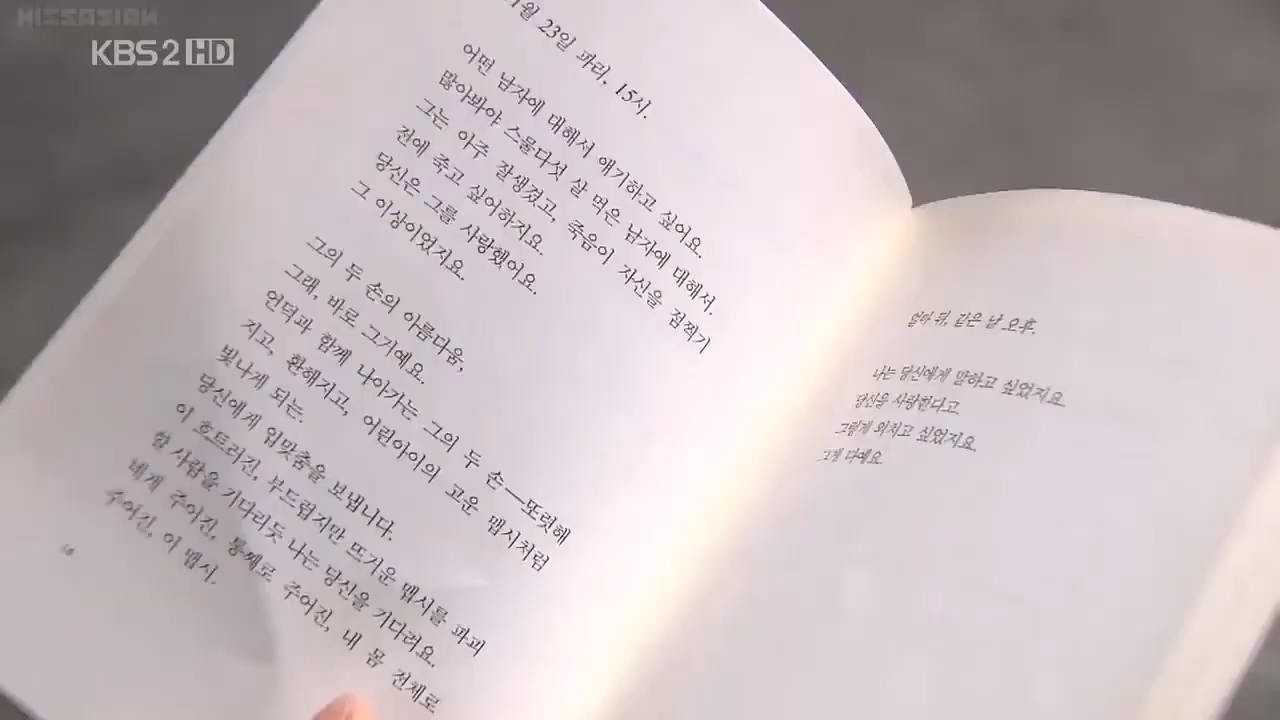 MISSASIAN
KBS2 HD
월 23일 파리, 15시.
어떤 남자에 대해서 얘기하고 싶어요.
많아봐야 스물다섯 살 먹은 남자에 대해서.
그는 아주 잘생겼고, 죽음이 자신을 점찍기
전에 죽고 싶어하지요.
당신은 그를 사랑했어요.
그 이상이었지요.
그의 두 손의 아름다움,
그래, 바로 그거예요.
언덕과 함께 나아가는 그의 두 손—또렷해
지고, 환해지고, 어린아이의 고운 맵시처럼
빛나게 되는.
당신에게 입맞춤을 보냅니다.
이 흐트러진, 부드럽지만 뜨거운 맵시를 파괴
할 사람을 기다리듯 나는 당신을 기다려요.
네게 주어진, 통째로 주어진, 내 몸 전체로
주어진, 이 맵시.
얼마 뒤, 같은 날 오후.
나는 당신에게 말하고 싶었지요
당신을 사랑한다고
그렇게 외치고 싶었지요.
그게 다예요.